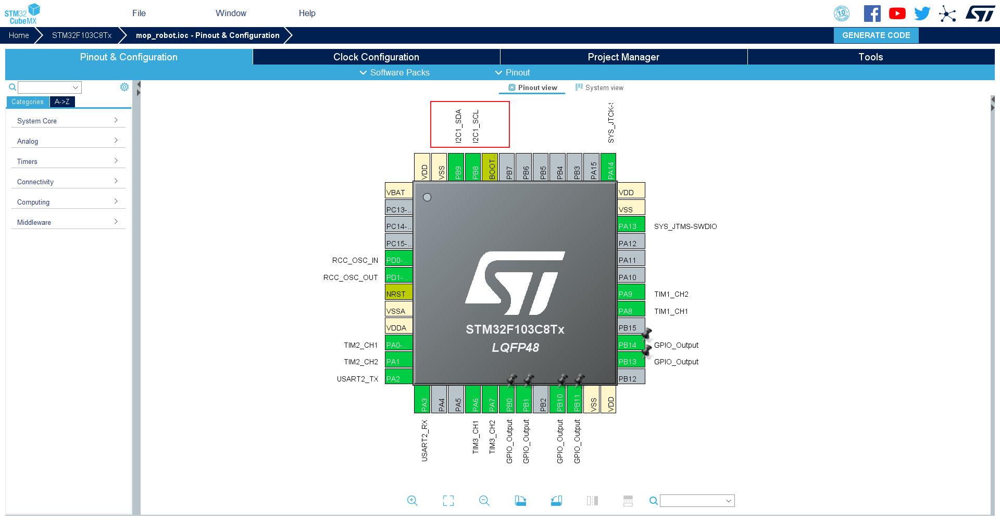 STM32
CubeMX
File
Window
Help
10
Home
STM32F103C8Tx
mop_robot.ioc - Pinout & Configuration
GENERATE CODE
Pinout & Configuration
Clock Configuration
Project Manager
Tools
Software Packs
Pinout
Pinout view
System view
Categories
A->Z
System Core
Analog
Timers
Connectivity
Computing
Middleware
I2C1_SDA
I2C1_SCL
SYS_JTCK-S
VDD
VSS
PB9
PB8
BOOT..
PB7
PB6
PB5
PB4
PB3
PA15
PA14
VBAT
PC13-..
PC14-..
PC15-..
RCC_OSC_IN
PD0-..
RCC_OSC_OUT
PD1-..
NRST
VSSA
VDDA
TIM2_CH1
PA0-..
TIM2_CH2
PA1
USART2_TX
PA2
ST
STM32F103C8Tx
LQFP48
VDD
VSS
PA13
SYS_JTMS-SWDIO
PA12
PA11
PA10
PA9
TIM1_CH2
PA8
TIM1_CH1
PB15
PB14
GPIO_Output
PB13
GPIO_Output
PB12
PA3
PA4
PA5
PA6
PA7
PB0
PB1
PB2
PB10
PB11
VSS
VDD
USART2_RX
TIM3_CH1
TIM3_CH2
GPIO_Output
GPIO_Output
GPIO_Output
GPIO_Output